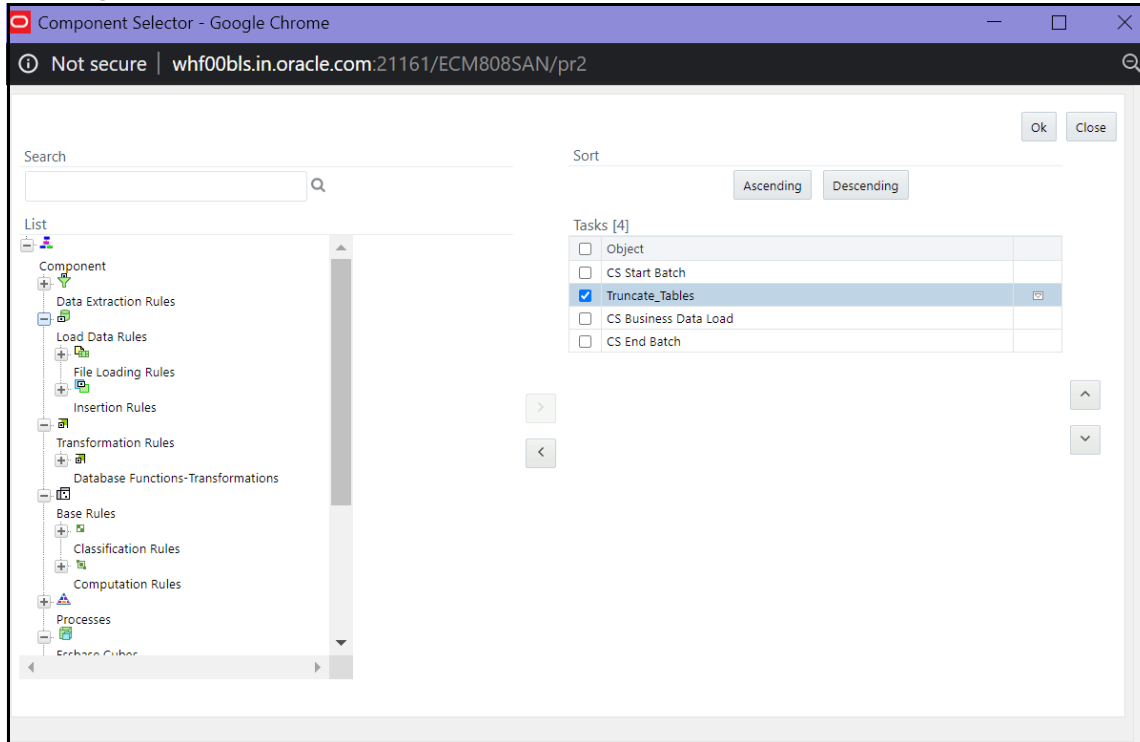 Component Selector - Google Chrome
Not secure | whf00bls.in.oracle.com:21161/ECM808SAN/pr2
Ok Close
Search
Sort
Ascending Descending
List
Tasks [4]
Object
CS Start Batch
Truncate_Tables
CS Business Data Load
CS End Batch
Component
Data Extraction Rules
Load Data Rules
File Loading Rules
Insertion Rules
Transformation Rules
Database Functions-Transformations
Base Rules
Classification Rules
Computation Rules
Processes
Essbase Cubes